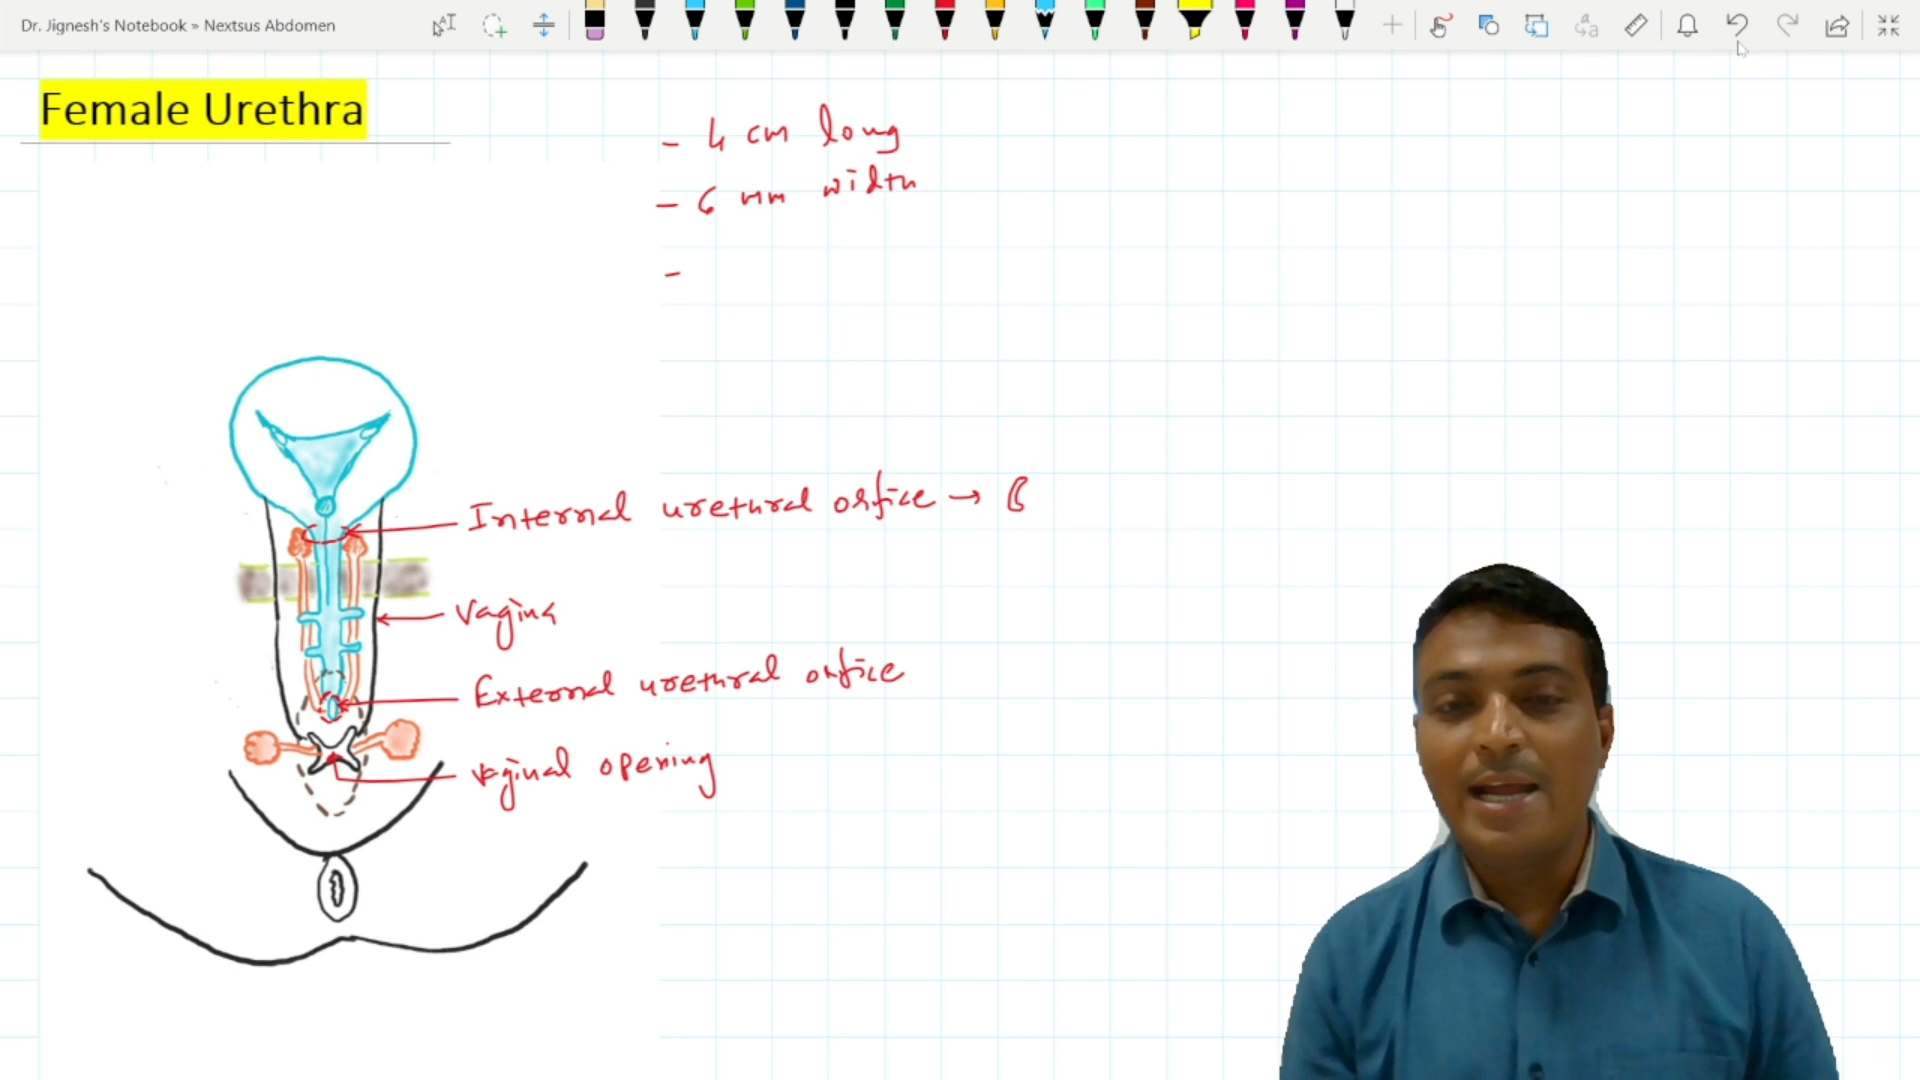 Dr. Jignesh's Notebook » Nextsus Abdomen
Female Urethra
- 4 cm long
- 6 mm width
-
Internal urethral orifice → B
Vagina
External urethral orifice
vaginal opening